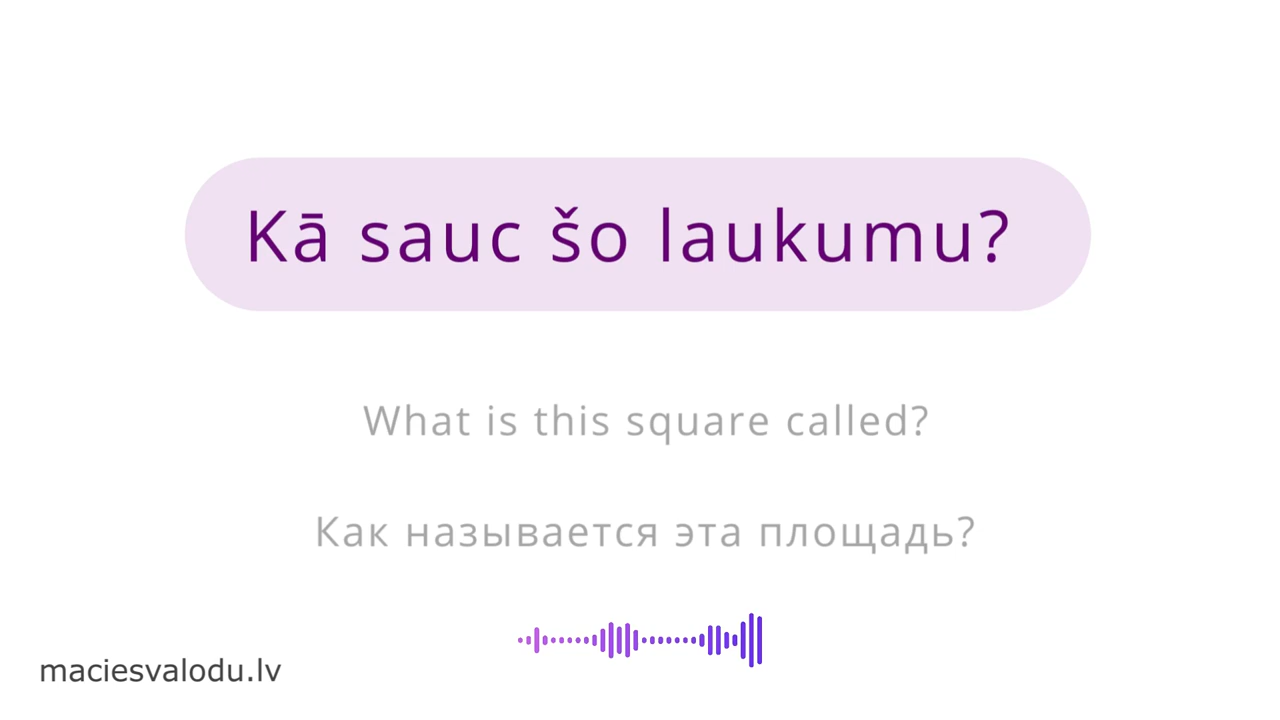 Kā sauc šo laukumu?
What is this square called?
Как называется эта площадь?
maciesvalodu.lv